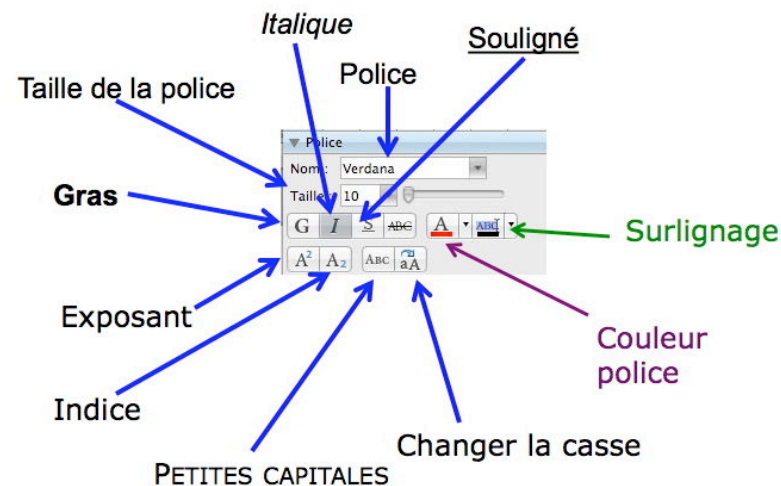 Italique
Souligné
Police
Taille de la police
Police
Nom : Verdana
Gras
Taille : 10
G I S ABC A ABC
Surlignage
A² A₂ ABC aA
Exposant
Couleur
police
Indice
Changer la casse
PETITES CAPITALES